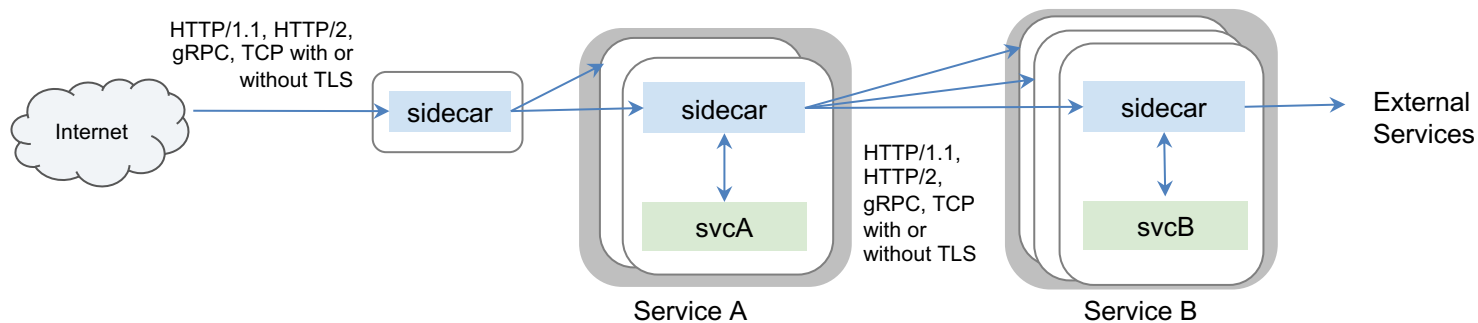 HTTP/1.1, HTTP/2,
gRPC, TCP with or
without TLS
Internet
sidecar
sidecar
svcA
Service A
HTTP/1.1,
HTTP/2,
gRPC, TCP
with or
without TLS
sidecar
svcB
Service B
External
Services